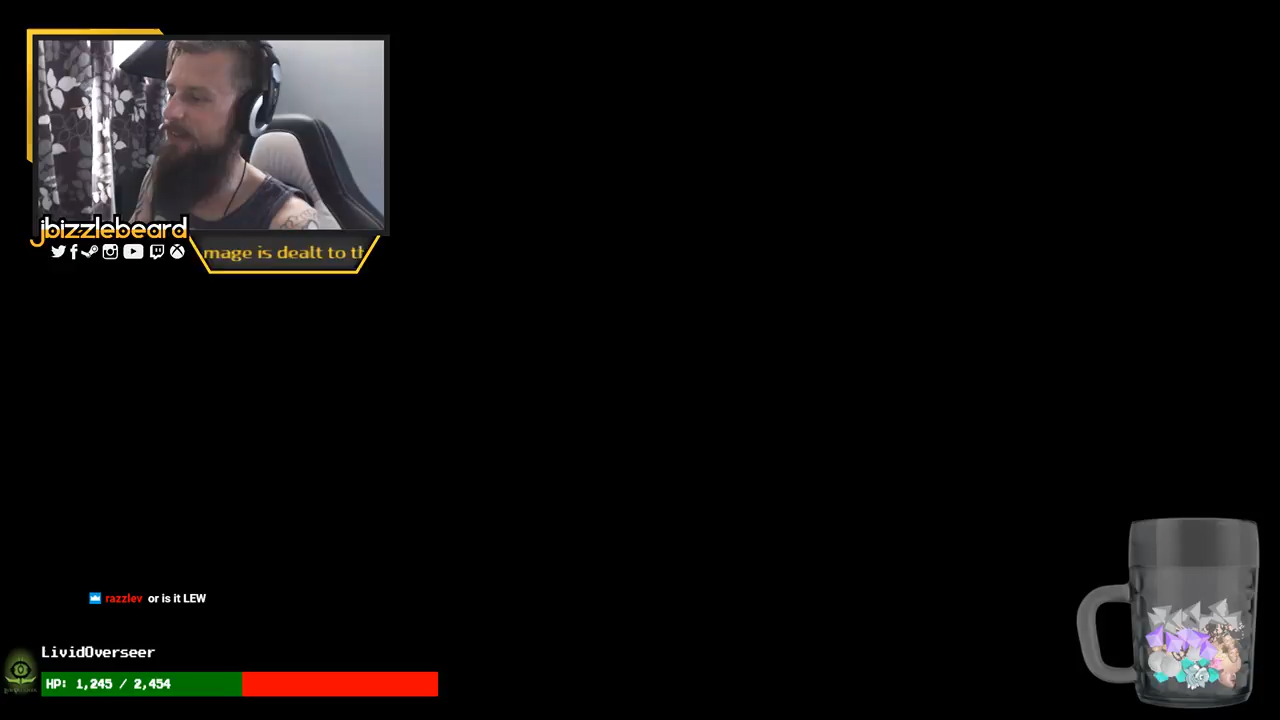 jbizzlebeard
mage is dealt to th
razzlev or is it LEW
LividOverseer
HP: 1,245 / 2,454